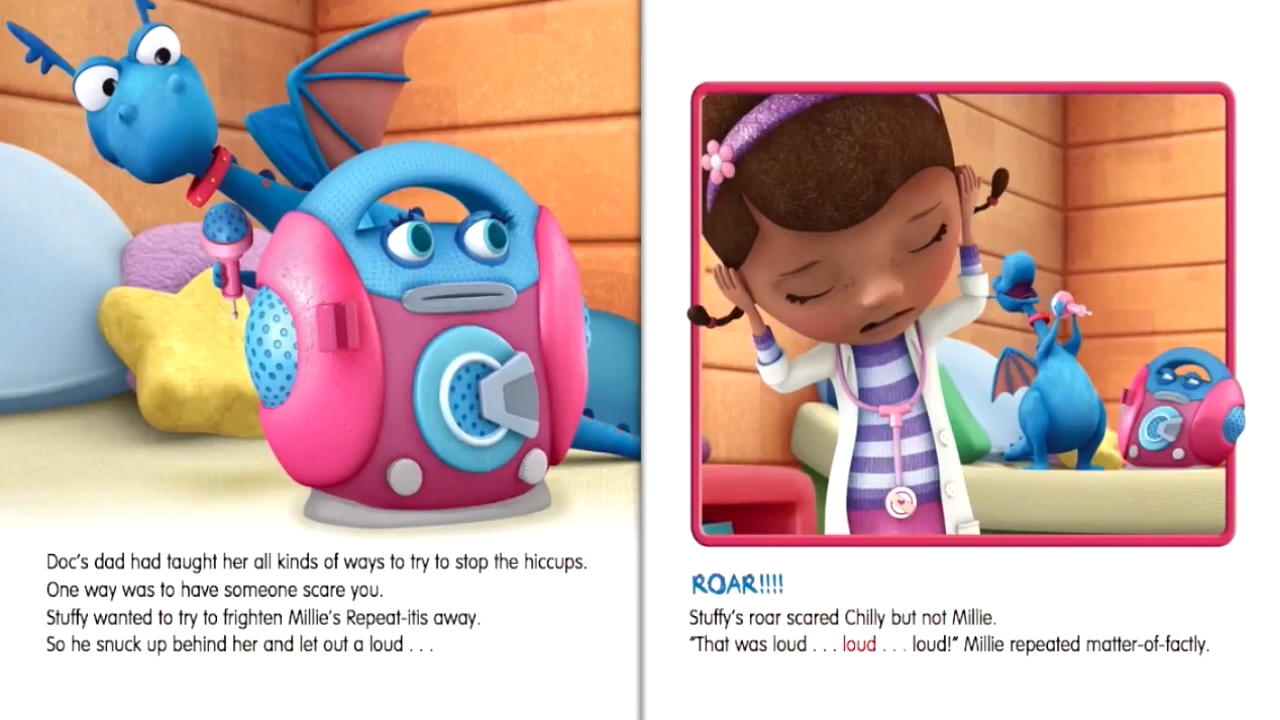 Doc's dad had taught her all kinds of ways to try to stop the hiccups.
One way was to have someone scare you.
Stuffy wanted to try to frighten Millie's Repeat-itis away.
So he snuck up behind her and let out a loud . . .
ROAR!!!!
Stuffy's roar scared Chilly but not Millie.
"That was loud . . . loud . . . loud!" Millie repeated matter-of-factly.